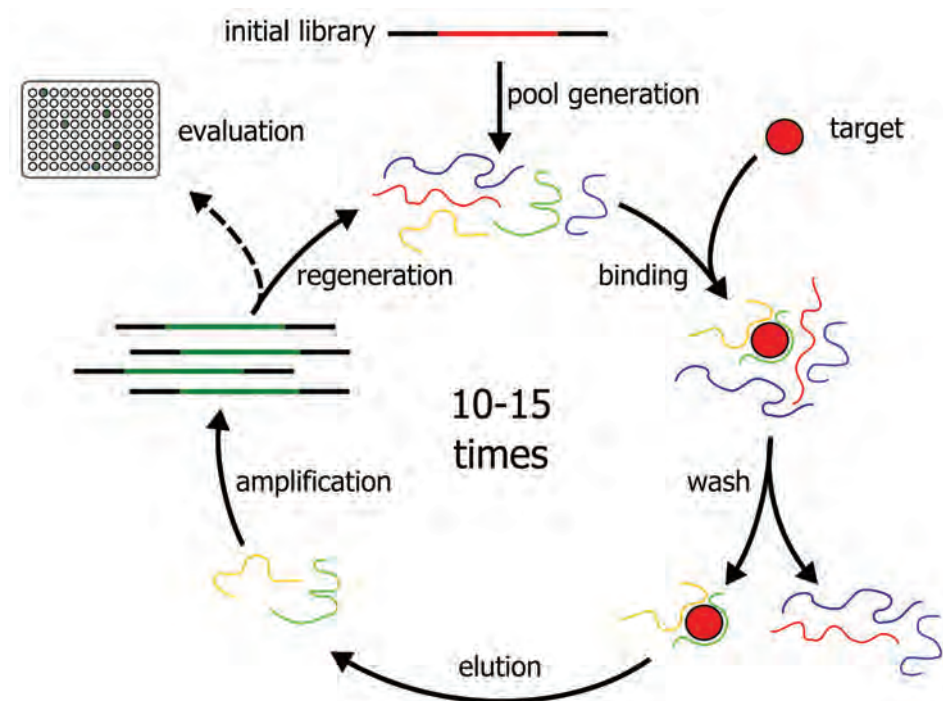 initial library
pool generation
target
evaluation
regeneration
binding
10-15
times
amplification
wash
elution